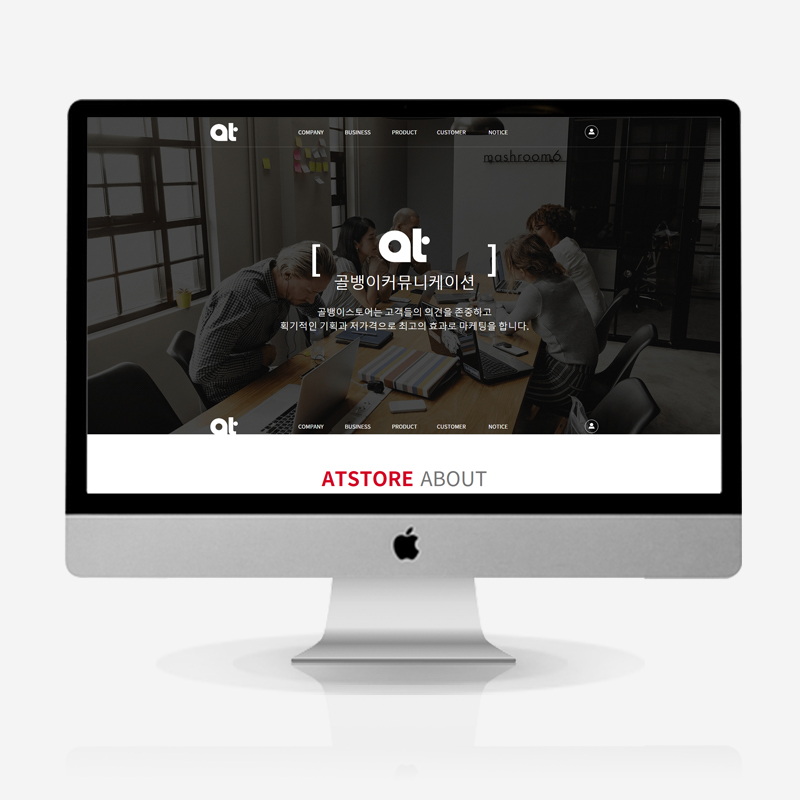 at
COMPANY BUSINESS PRODUCT CUSTOMER NOTICE
mashroom6
at
[ 골뱅이커뮤니케이션 ]
골뱅이스토어는 고객들의 의견을 존중하고
획기적인 기획과 저가격으로 최고의 효과로 마케팅을 합니다.
at
COMPANY BUSINESS PRODUCT CUSTOMER NOTICE
ATSTORE ABOUT